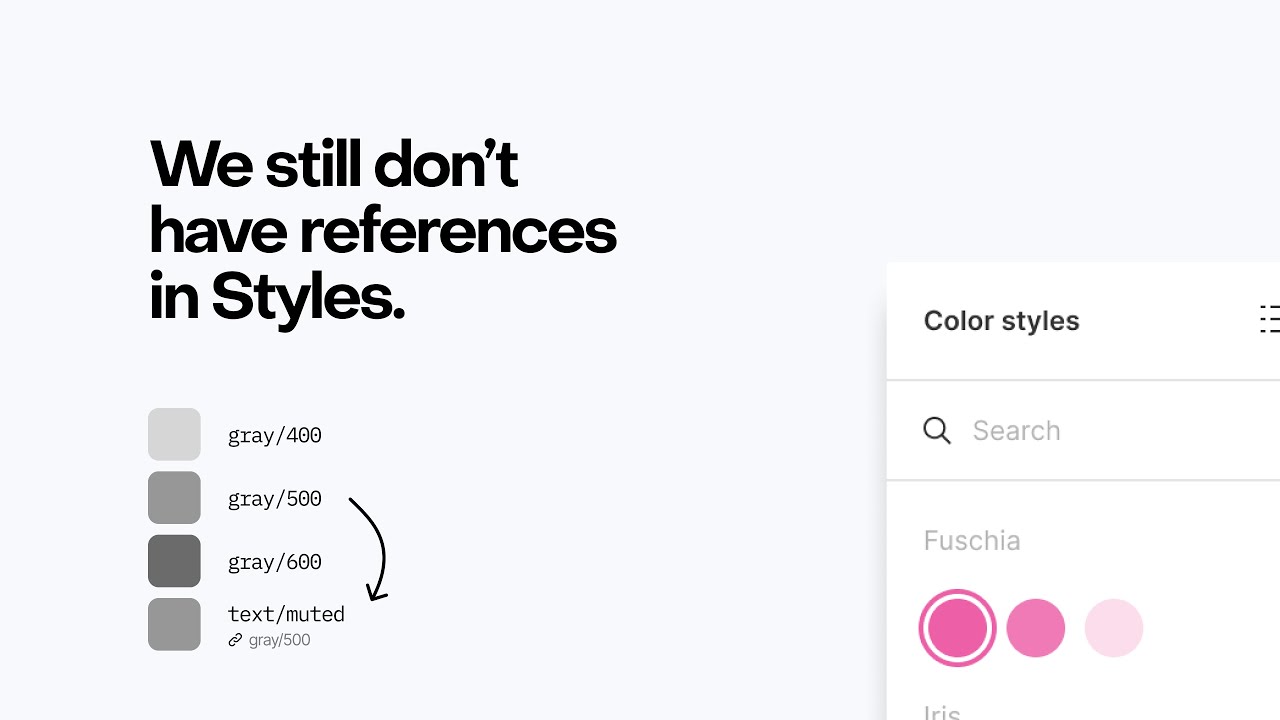 We still don’t
have references
in Styles.
gray/400
gray/500
gray/600
text/muted
gray/500
Color styles
Search
Fuschia
Iris